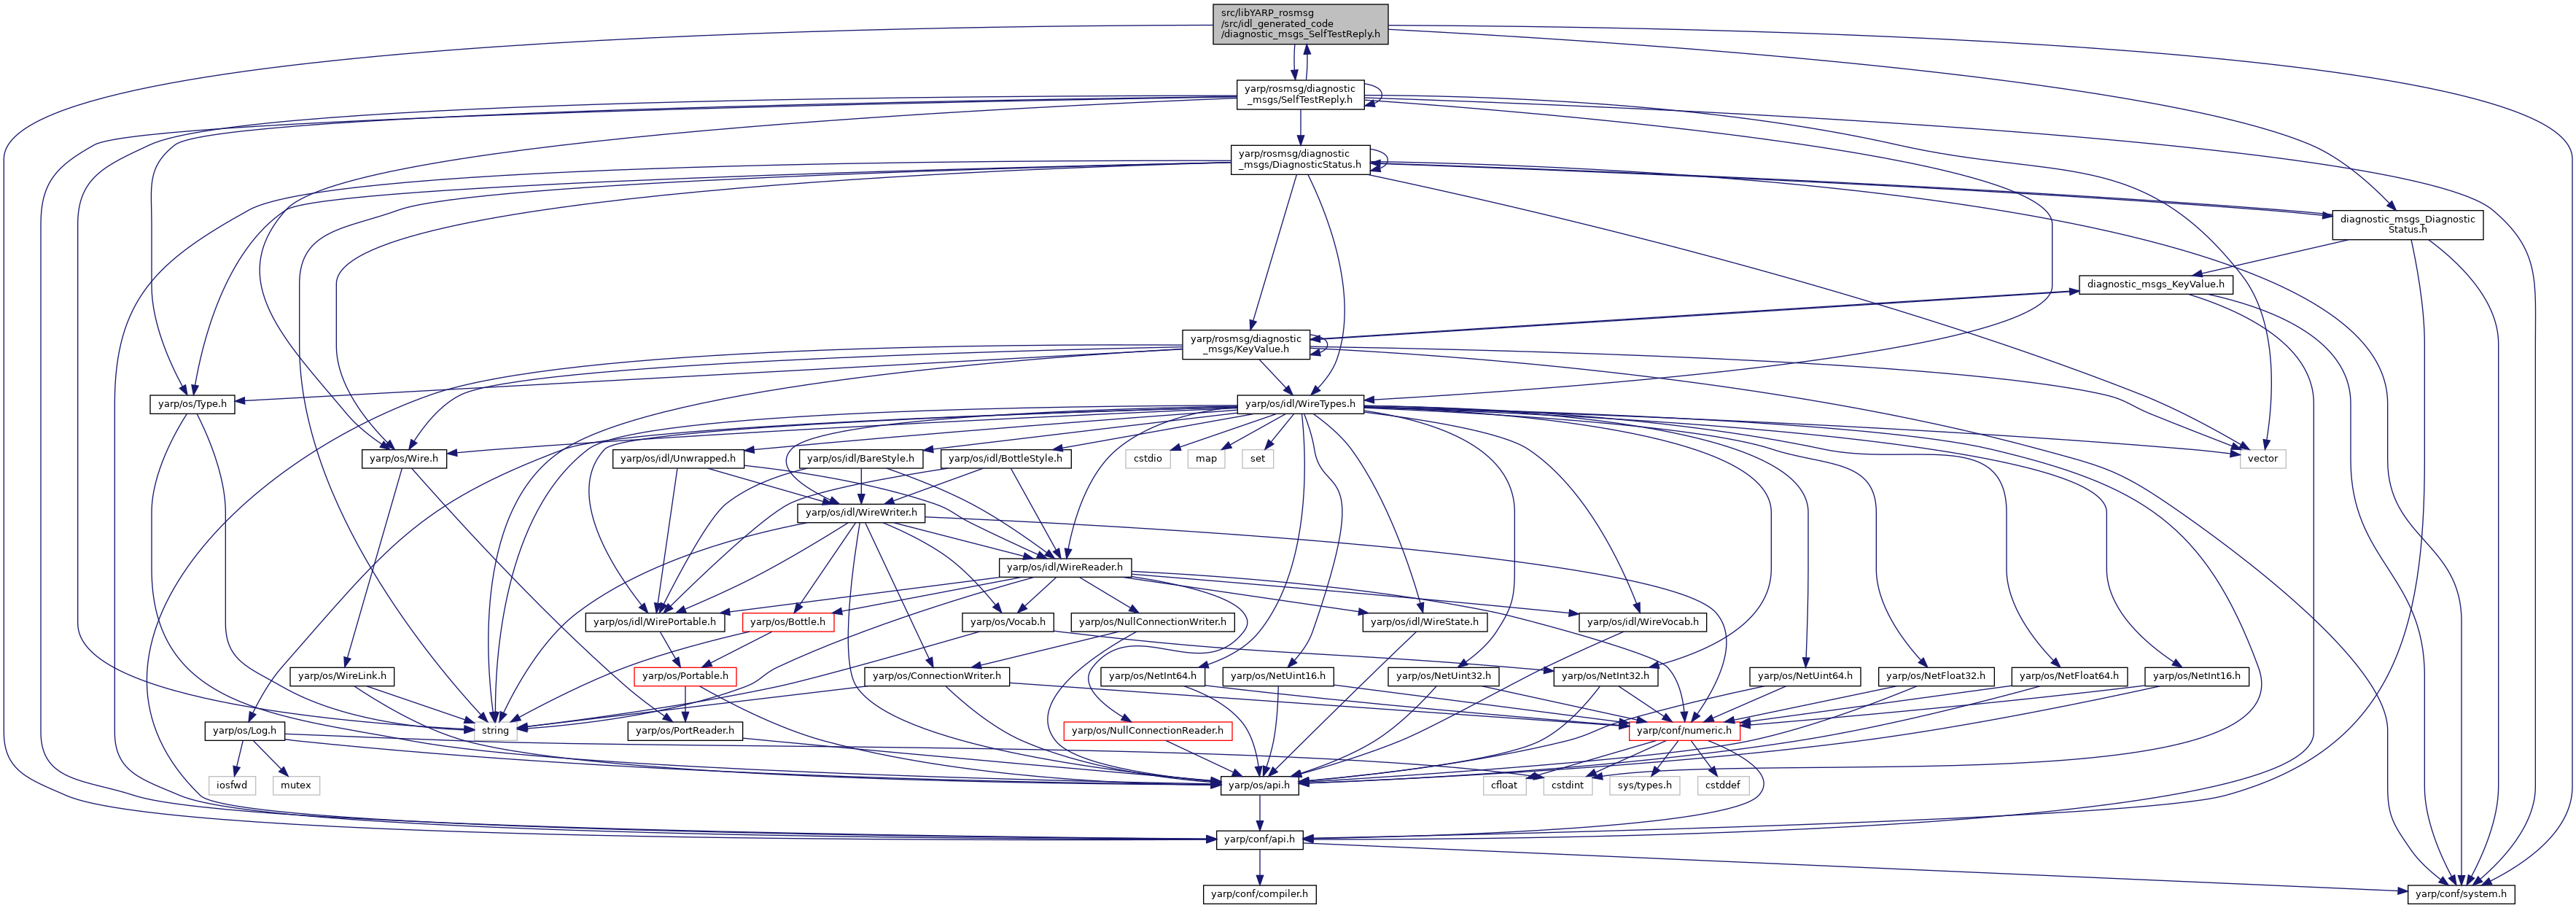 src/libYARP_rosmsg
/src/idl_generated_code
/diagnostic_msgs_SelfTestReply.h
yarp/rosmsg/diagnostic
_msgs/SelfTestReply.h
yarp/rosmsg/diagnostic
_msgs/DiagnosticStatus.h
diagnostic_msgs_Diagnostic
Status.h
diagnostic_msgs_KeyValue.h
yarp/rosmsg/diagnostic
_msgs/KeyValue.h
yarp/os/Type.h
yarp/os/idl/WireTypes.h
yarp/os/Wire.h
yarp/os/idl/Unwrapped.h
yarp/os/idl/BareStyle.h
yarp/os/idl/BottleStyle.h
cstdio
map
set
vector
yarp/os/idl/WireWriter.h
yarp/os/idl/WireReader.h
yarp/os/idl/WirePortable.h
yarp/os/Bottle.h
yarp/os/Vocab.h
yarp/os/NullConnectionWriter.h
yarp/os/idl/WireState.h
yarp/os/idl/WireVocab.h
yarp/os/WireLink.h
yarp/os/Portable.h
yarp/os/ConnectionWriter.h
yarp/os/NetInt64.h
yarp/os/NetUint16.h
yarp/os/NetUint32.h
yarp/os/NetInt32.h
yarp/os/NetUint64.h
yarp/os/NetFloat32.h
yarp/os/NetFloat64.h
yarp/os/NetInt16.h
yarp/os/Log.h
string
yarp/os/PortReader.h
yarp/os/NullConnectionReader.h
yarp/conf/numeric.h
iosfwd
mutex
yarp/os/api.h
cfloat
cstdint
sys/types.h
cstddef
yarp/conf/api.h
yarp/conf/compiler.h
yarp/conf/system.h